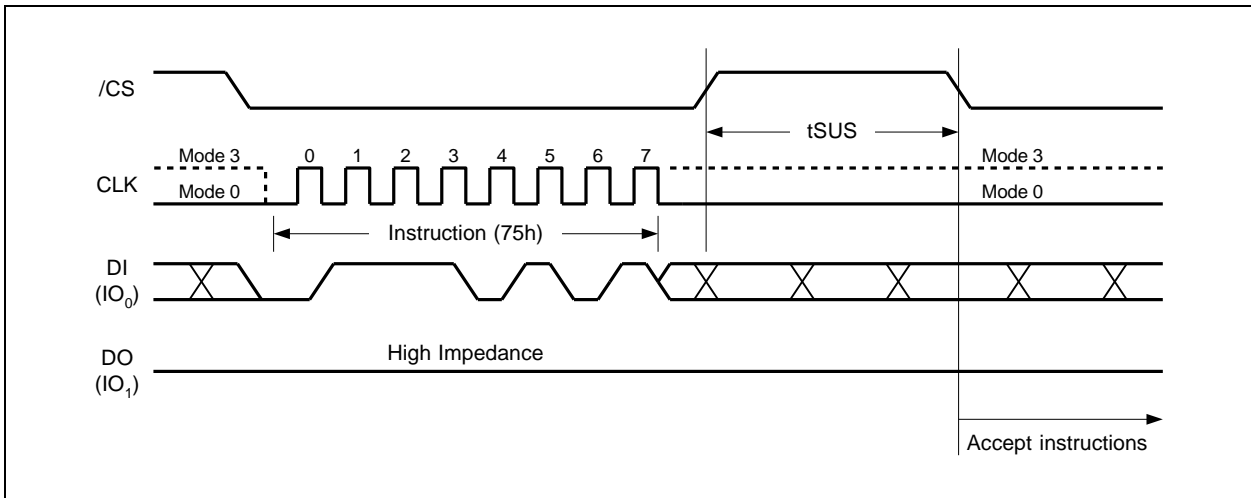 /CS
tSUS
Mode 3 0 1 2 3 4 5 6 7 Mode 3
CLK
Mode 0 Mode 0
Instruction (75h)
DI
(IO0)
High Impedance
DO
(IO1)
Accept instructions